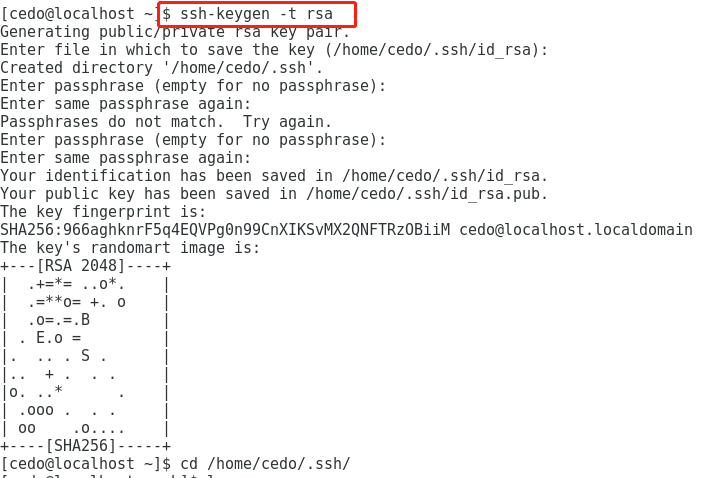 [cedo@localhost ~]$ ssh-keygen -t rsa
Generating public/private rsa key pair.
Enter file in which to save the key (/home/cedo/.ssh/id_rsa):
Created directory '/home/cedo/.ssh'.
Enter passphrase (empty for no passphrase):
Enter same passphrase again:
Passphrases do not match.  Try again.
Enter passphrase (empty for no passphrase):
Enter same passphrase again:
Your identification has been saved in /home/cedo/.ssh/id_rsa.
Your public key has been saved in /home/cedo/.ssh/id_rsa.pub.
The key fingerprint is:
SHA256:966aghknrF5q4EQVPg0n99CnXIKSvMX2QNFTRzOBiiM cedo@localhost.localdomain
The key's randomart image is:
+---[RSA 2048]----+
|  .+=*= ..o*.    |
|  .=**o= +. o    |
|  .o=.=.B        |
| . E.o =         |
|.  .. . S .      |
|..  + .  . .     |
|o. ..*      .    |
| .ooo .  . .     |
| oo    .o....    |
+----[SHA256]-----+
[cedo@localhost ~]$ cd /home/cedo/.ssh/